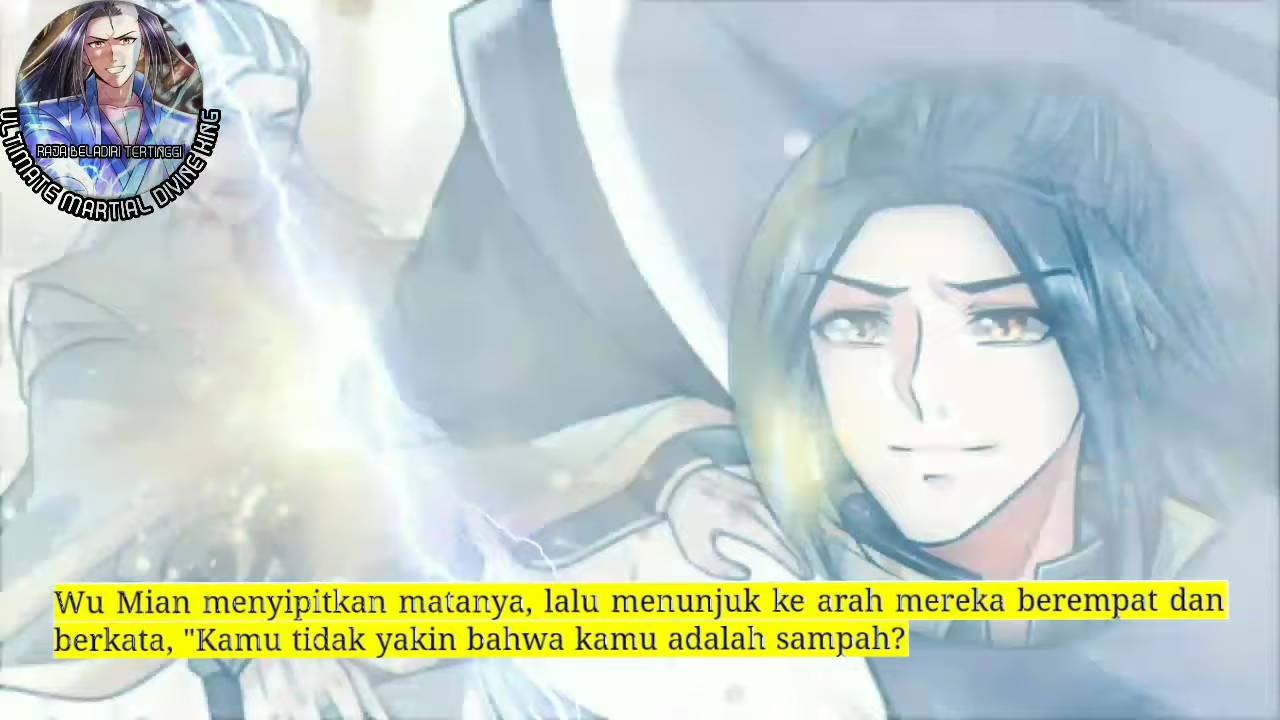 RAJA BELADIRI TERTINGGI
ULTIMATE MARTIAL DIVINE KING
Wu Mian menyipitkan matanya, lalu menunjuk ke arah mereka berempat dan
berkata, "Kamu tidak yakin bahwa kamu adalah sampah?